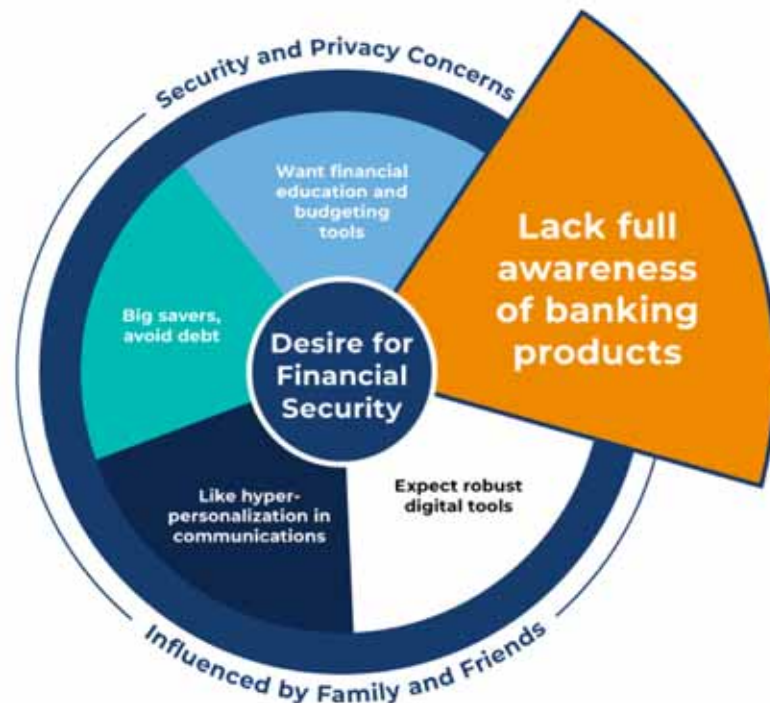 Security and Privacy Concerns
Want financial
education and
budgeting
tools
Lack full
awareness
of banking
products
Big savers,
avoid debt
Desire for
Financial
Security
Like hyper-
personalization in
communications
Expect robust
digital tools
Influenced by Family and Friends